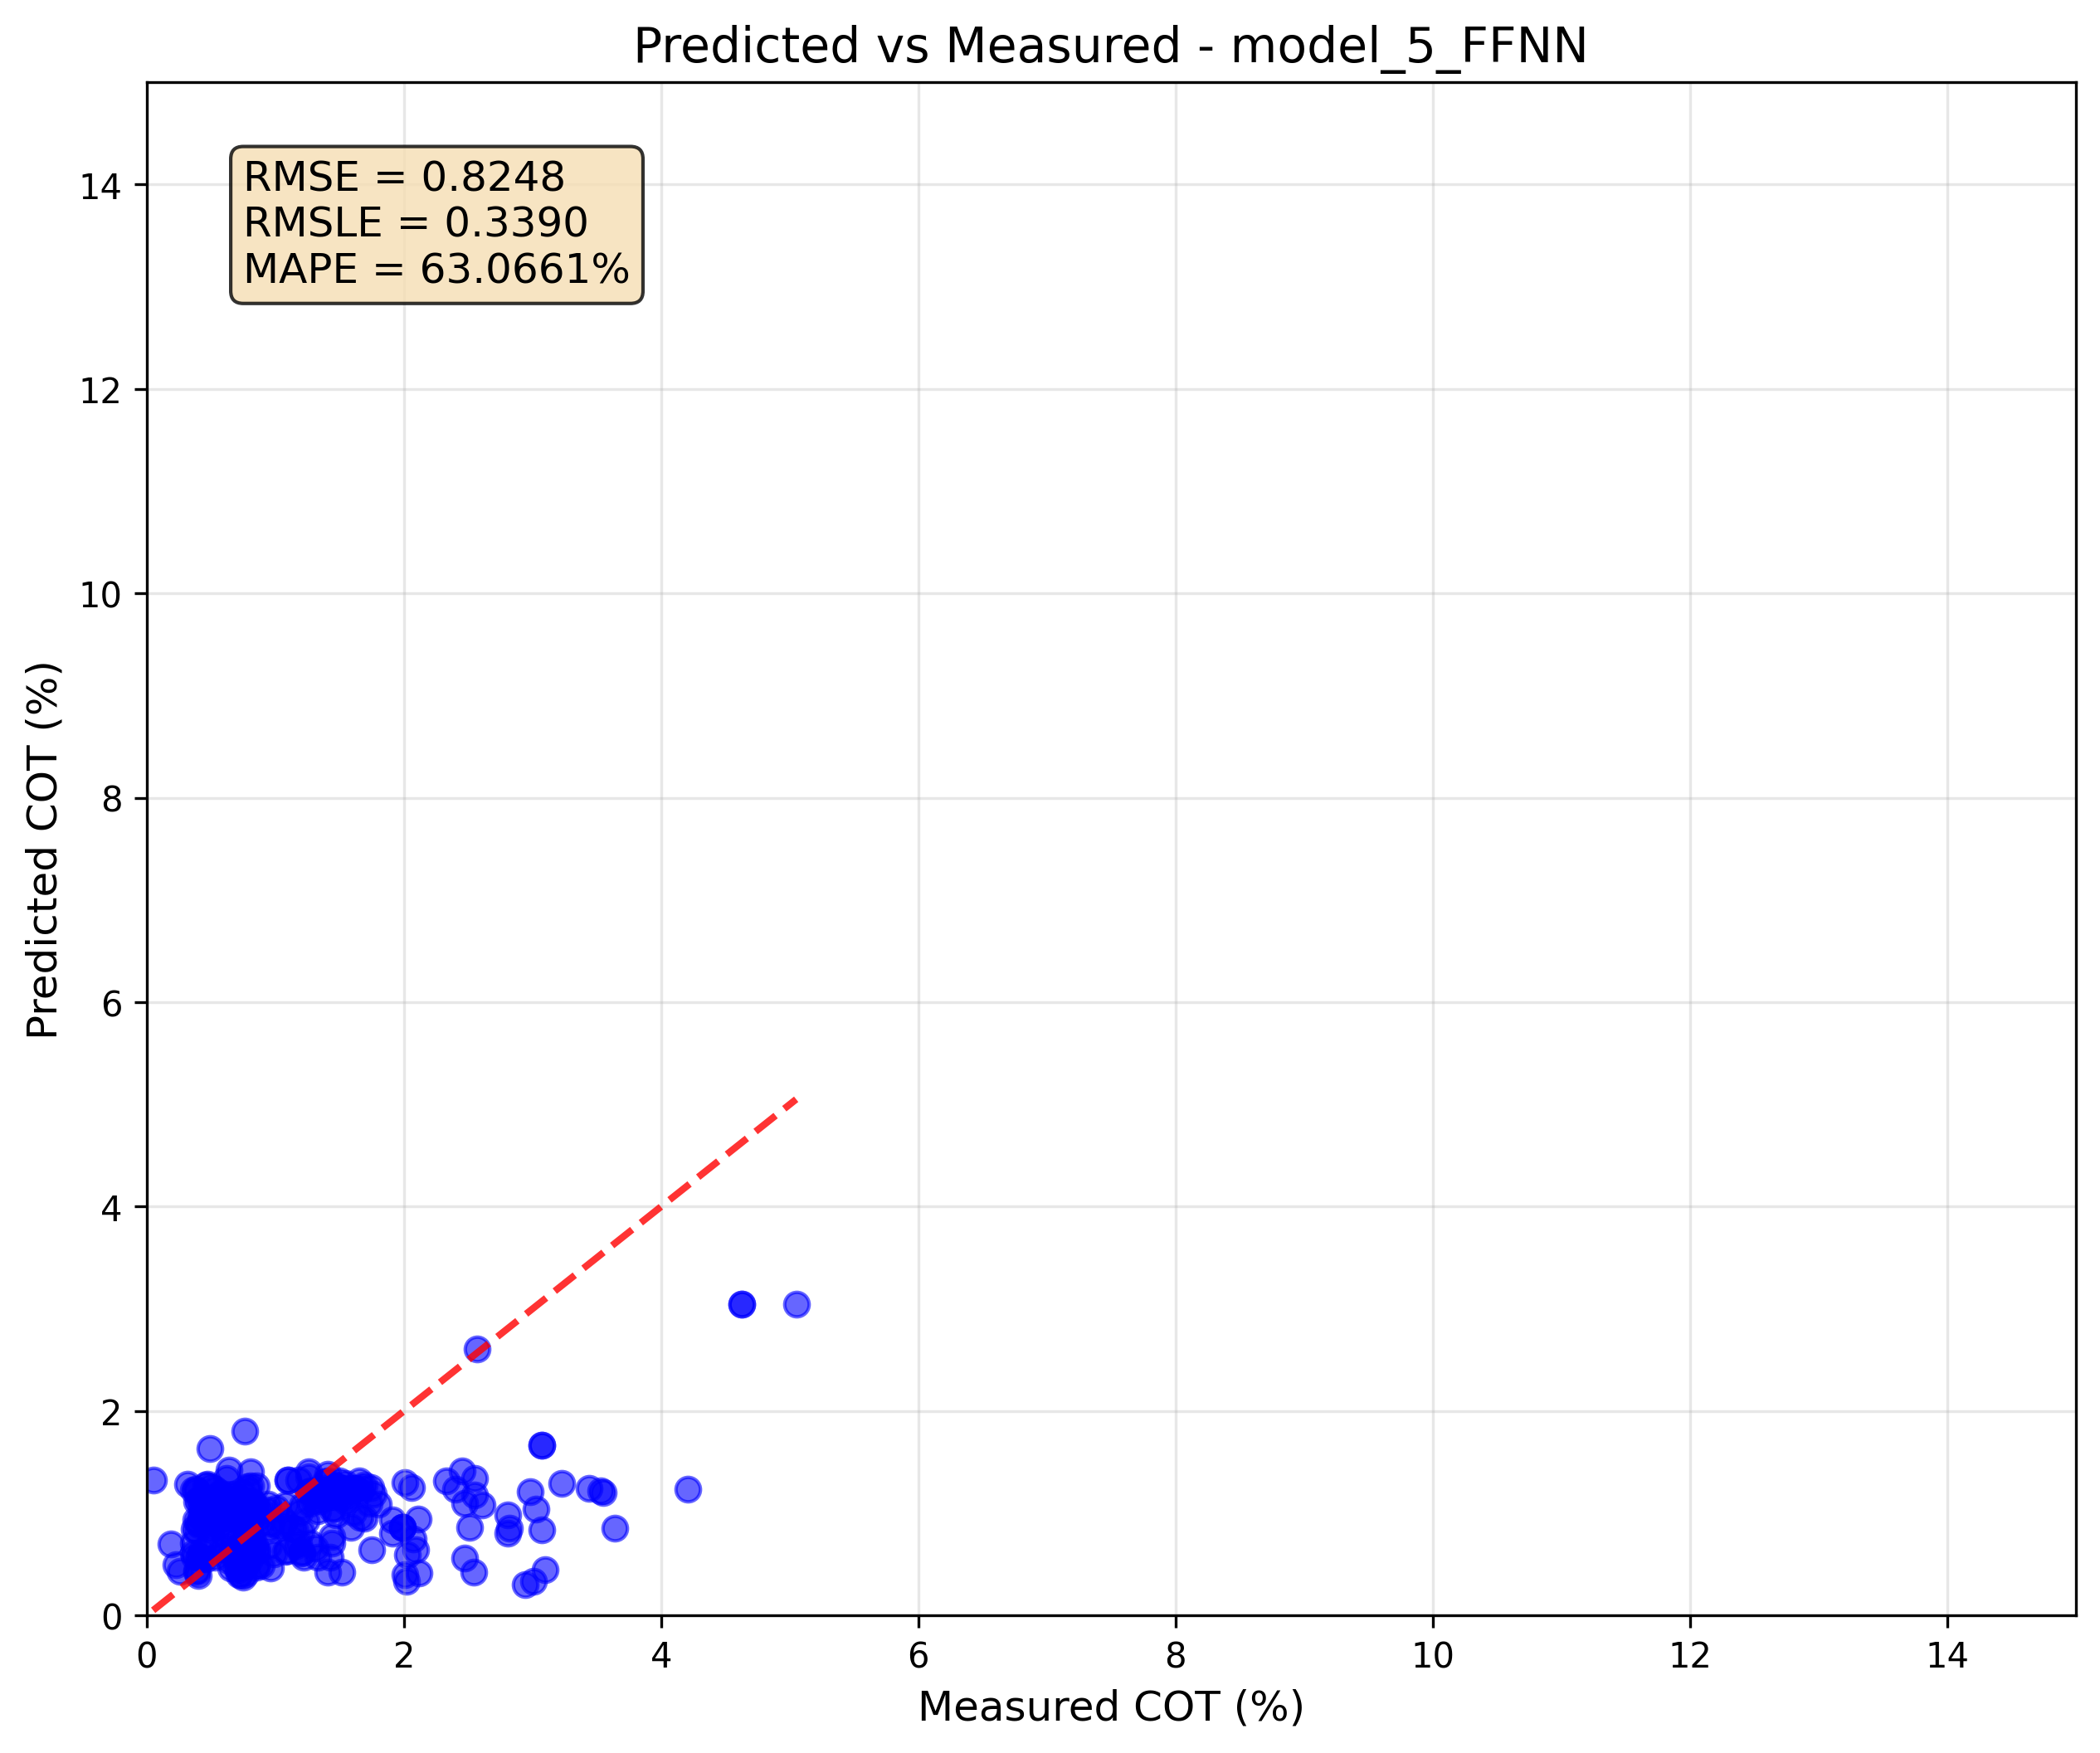 Predicted vs Measured - model_5_FFNN
RMSE = 0.8248
RMSLE = 0.3390
MAPE = 63.0661%
14
12
10
8
6
4
2
0
Predicted COT (%)
0 2 4 6 8 10 12 14
Measured COT (%)